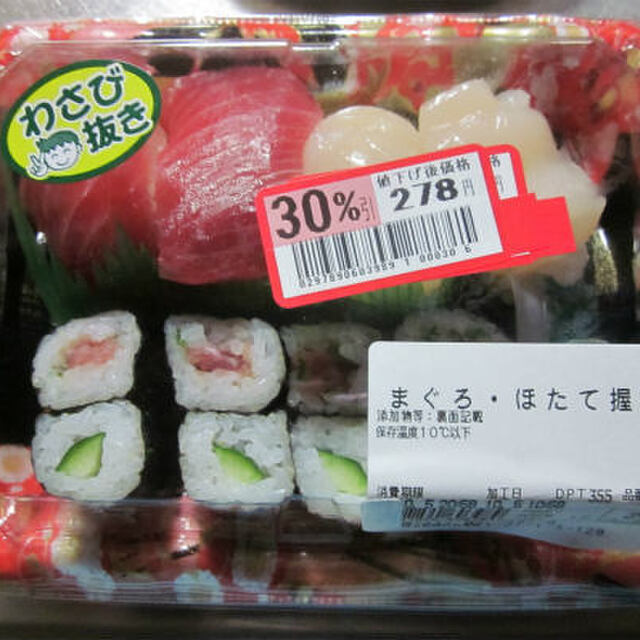 わさび
抜き
30%引
値下げ後価格
278円
0297890603989100030 6
まぐろ・ほたて握
添加物等:裏面記載
保存温度10℃以下
消費期限 加工日 DPT355